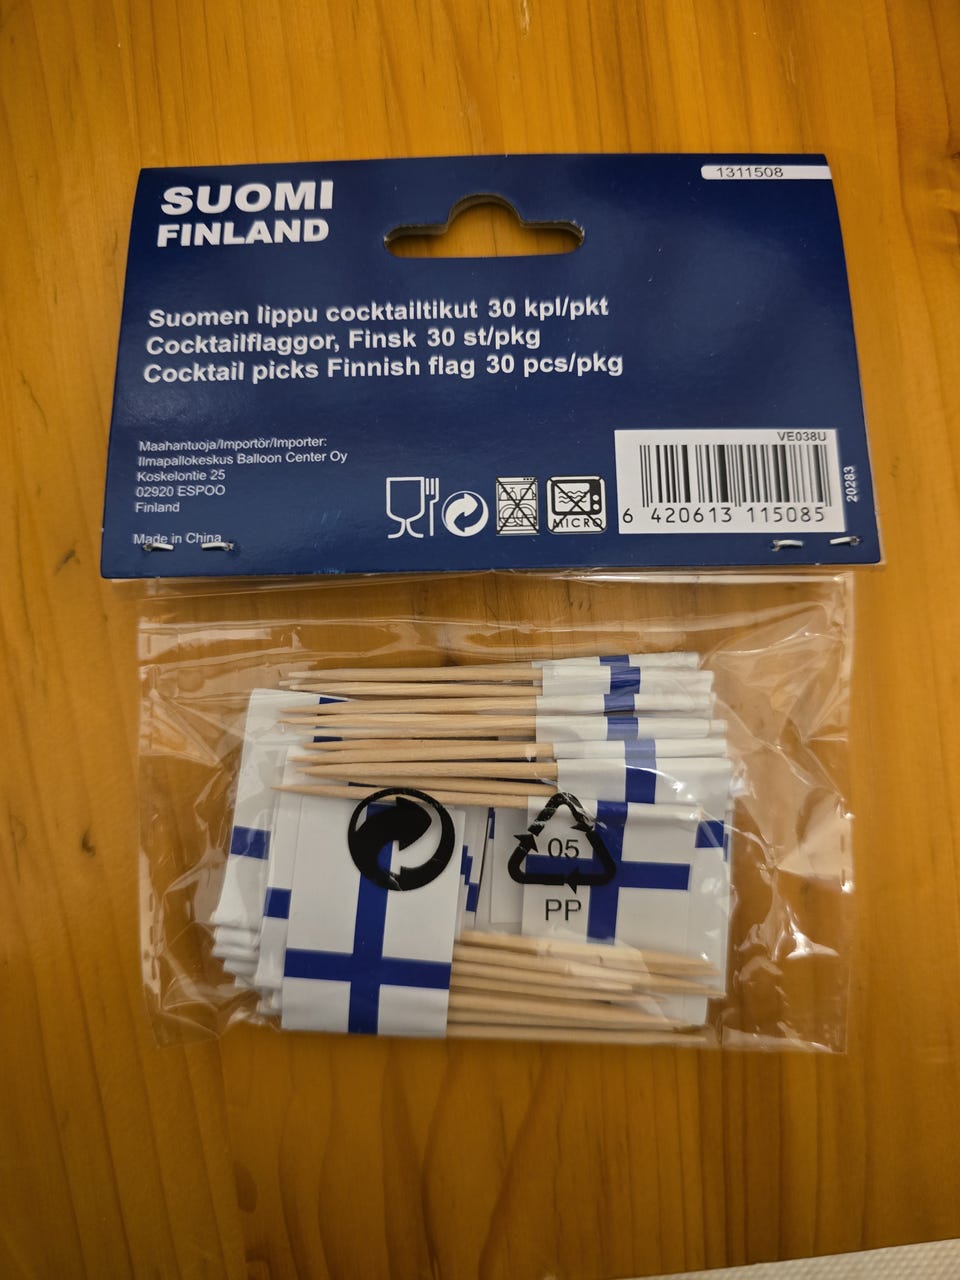 1311508
SUOMI
FINLAND
Suomen lippu cocktailtikut 30 kpl/pkt
Cocktailflaggor, Finsk 30 st/pkg
Cocktail picks Finnish flag 30 pcs/pkg
Maahantuoja/Importör/Importer:
Ilmapallokeskus Balloon Center Oy
Koskelontie 25
02920 ESPOO
Finland
Made in China
MICRO
VE038U
6 420613 115085
20283
05
PP